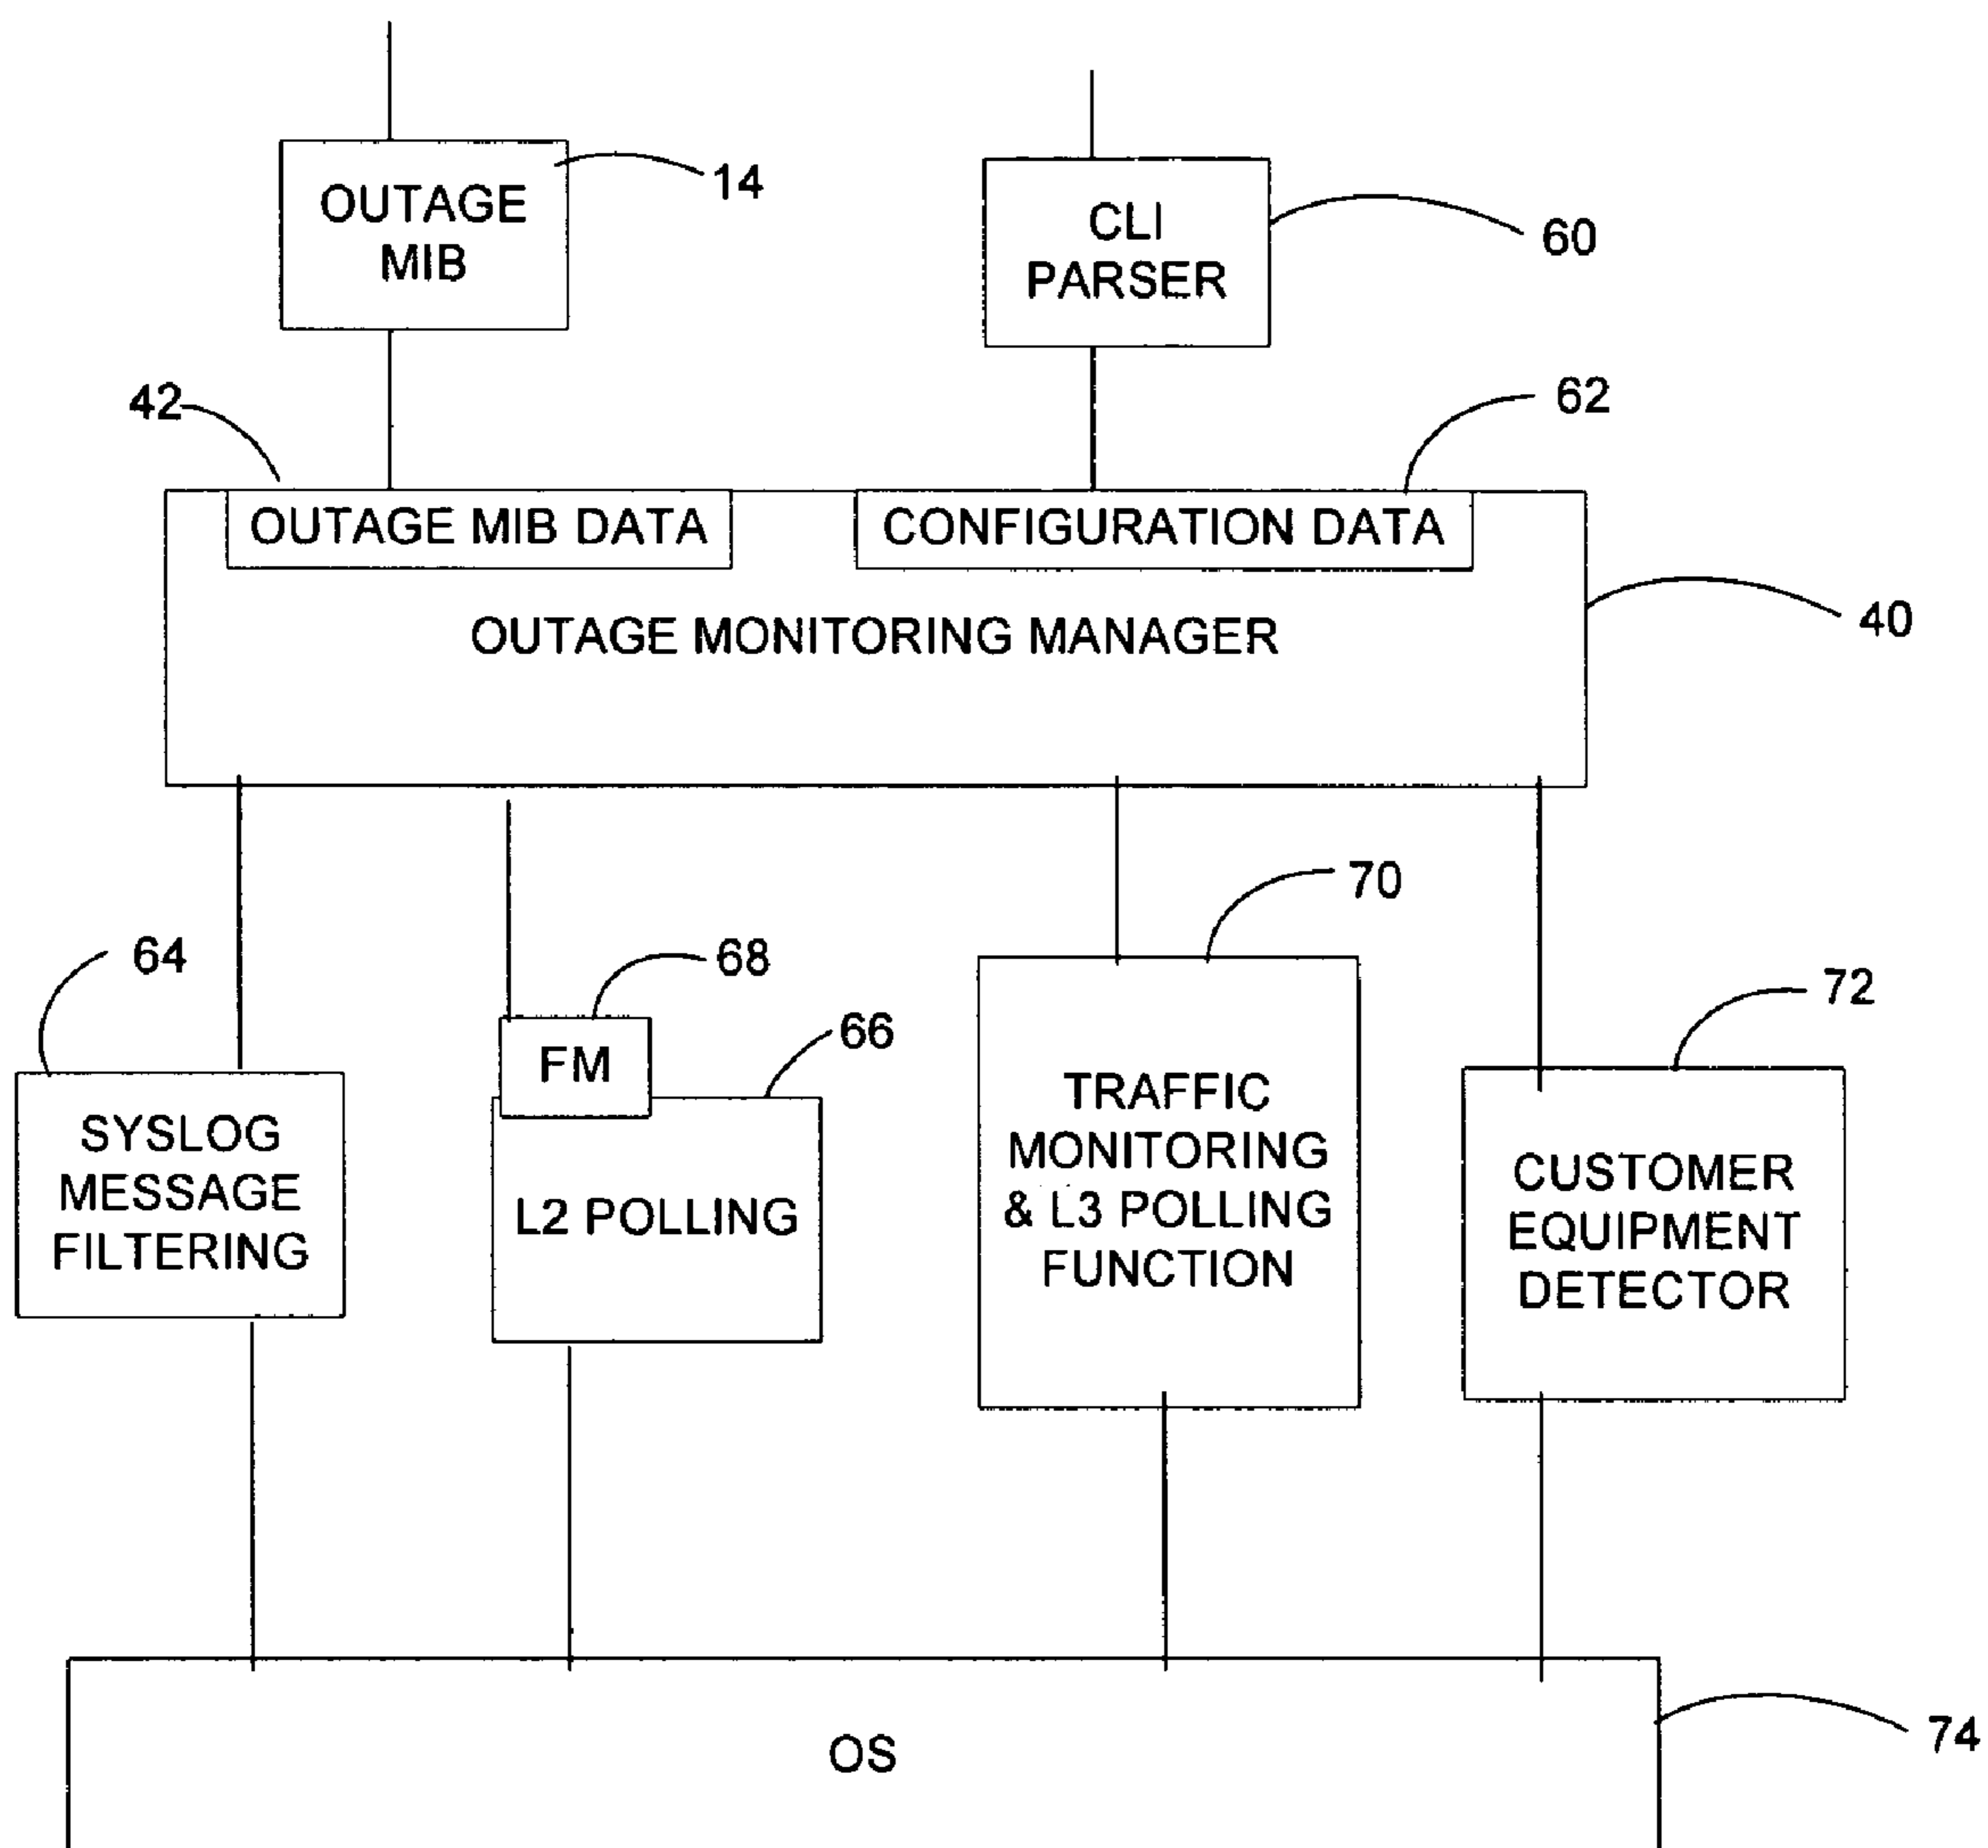 OUTAGE
MIB
14
CLI
PARSER
60
42
62
OUTAGE MIB DATA
CONFIGURATION DATA
OUTAGE MONITORING MANAGER
40
70
64
68
72
66
FM
SYSLOG
MESSAGE
FILTERING
L2 POLLING
TRAFFIC
MONITORING
& L3 POLLING
FUNCTION
CUSTOMER
EQUIPMENT
DETECTOR
OS
74